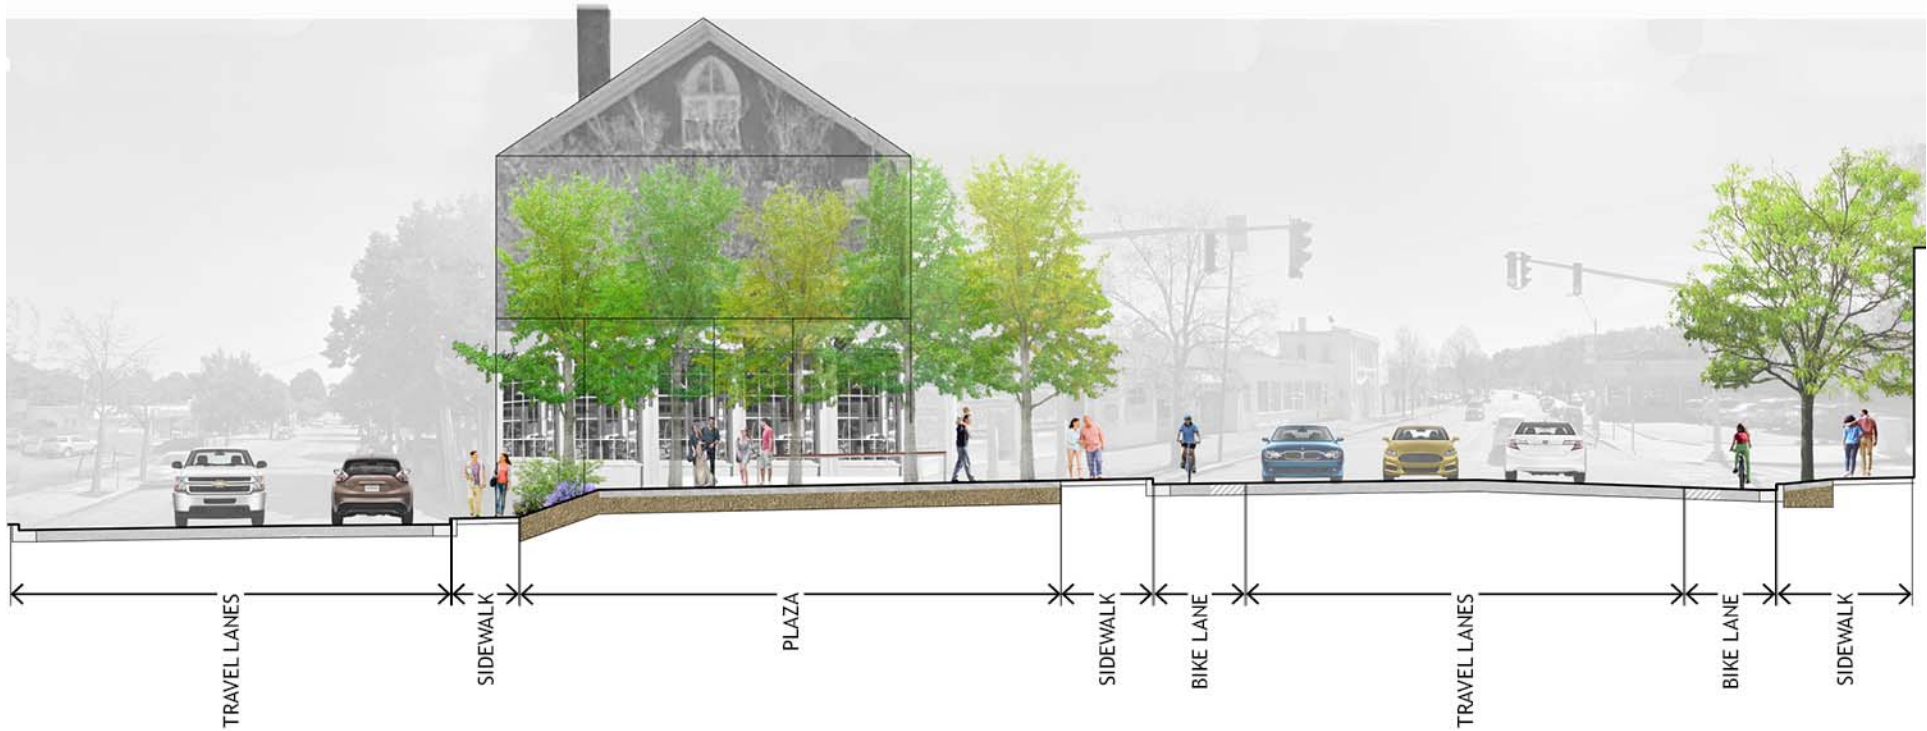 TRAVEL LANES
SIDEWALK
PLAZA
SIDEWALK
BIKE LANE
TRAVEL LANES
BIKE LANE
SIDEWALK